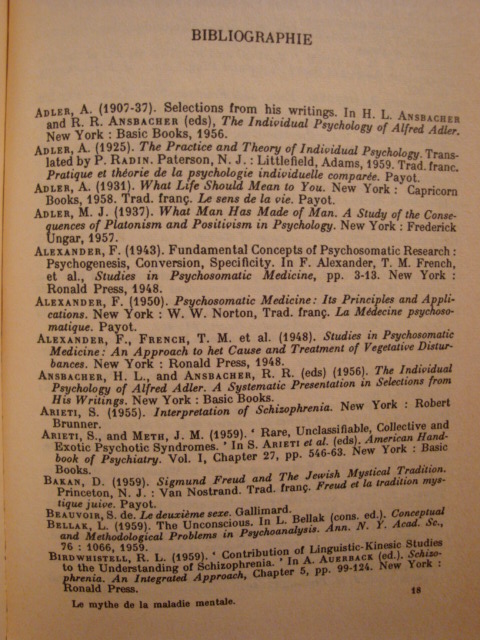 BIBLIOGRAPHIE
ADLER, A. (1907-37). Selections from his writings. In H. L. ANSBACHER
and R. R. ANSBACHER (eds), The Individual Psychology of Alfred Adler.
New York : Basic Books, 1956.
ADLER, A. (1925). The Practice and Theory of Individual Psychology. Trans-
lated by P. RADIN. Paterson, N. J. : Littlefield, Adams, 1959. Trad. franc.
Pratique et théorie de la psychologie individuelle comparée. Payot.
ADLER, A. (1931). What Life Should Mean to You. New York : Capricorn
Books, 1958. Trad. franç. Le sens de la vie. Payot.
ADLER, M. J. (1937). What Man Has Made of Man. A Study of the Conse-
quences of Platonism and Positivism in Psychology. New York : Frederick
Ungar, 1957.
ALEXANDER, F. (1943). Fundamental Concepts of Psychosomatic Research :
Psychogenesis, Conversion, Specificity. In F. Alexander, T. M. French,
et al., Studies in Psychosomatic Medicine, pp. 3-13. New York :
Ronald Press, 1948.
ALEXANDER, F. (1950). Psychosomatic Medicine : Its Principles and Appli-
cations. New York : W. W. Norton, Trad. franç. La Médecine psychoso-
matique. Payot.
ALEXANDER, F., FRENCH, T. M. et al. (1948). Studies in Psychosomatic
Medicine : An Approach to het Cause and Treatment of Vegetative Distur-
bances. New York : Ronald Press, 1948.
ANSBACHER, H. L., and ANSBACHER, R. R. (eds) (1956). The Individual
Psychology of Alfred Adler. A Systematic Presentation in Selections from
His Writings. New York : Basic Books.
ARIETI, S. (1955). Interpretation of Schizophrenia. New York : Robert
Brunner.
ARIETI, S., and METH, J. M. (1959). ' Rare, Unclassifiable, Collective and
Exotic Psychotic Syndromes. ' In S. ARIETI et al. (eds). American Hand-
book of Psychiatry. Vol. I, Chapter 27, pp. 546-63. New York : Basic
Books.
BAKAN, D. (1959). Sigmund Freud and The Jewish Mystical Tradition.
Princeton, N. J. : Van Nostrand. Trad. franç. Freud et la tradition mys-
tique juive. Payot.
BEAUVOIR, S. de. Le deuxième sexe. Gallimard.
BELLAK, L. (1959). The Unconscious. In L. Bellak (cons. ed.). Conceptual
and Methodological Problems in Psychoanalysis. Ann. N. Y. Acad. Sc.,
76 : 1066, 1959.
BIRDWHISTELL, R. L. (1959). ' Contribution of Linguistic-Kinesic Studies
to the Understanding of Schizophrenia. ' In A. AUERBACK (ed.). Schizo-
phrenia. An Integrated Approach, Chapter 5, pp. 99-124. New York :
Ronald Press.
Le mythe de la maladie mentale. 18